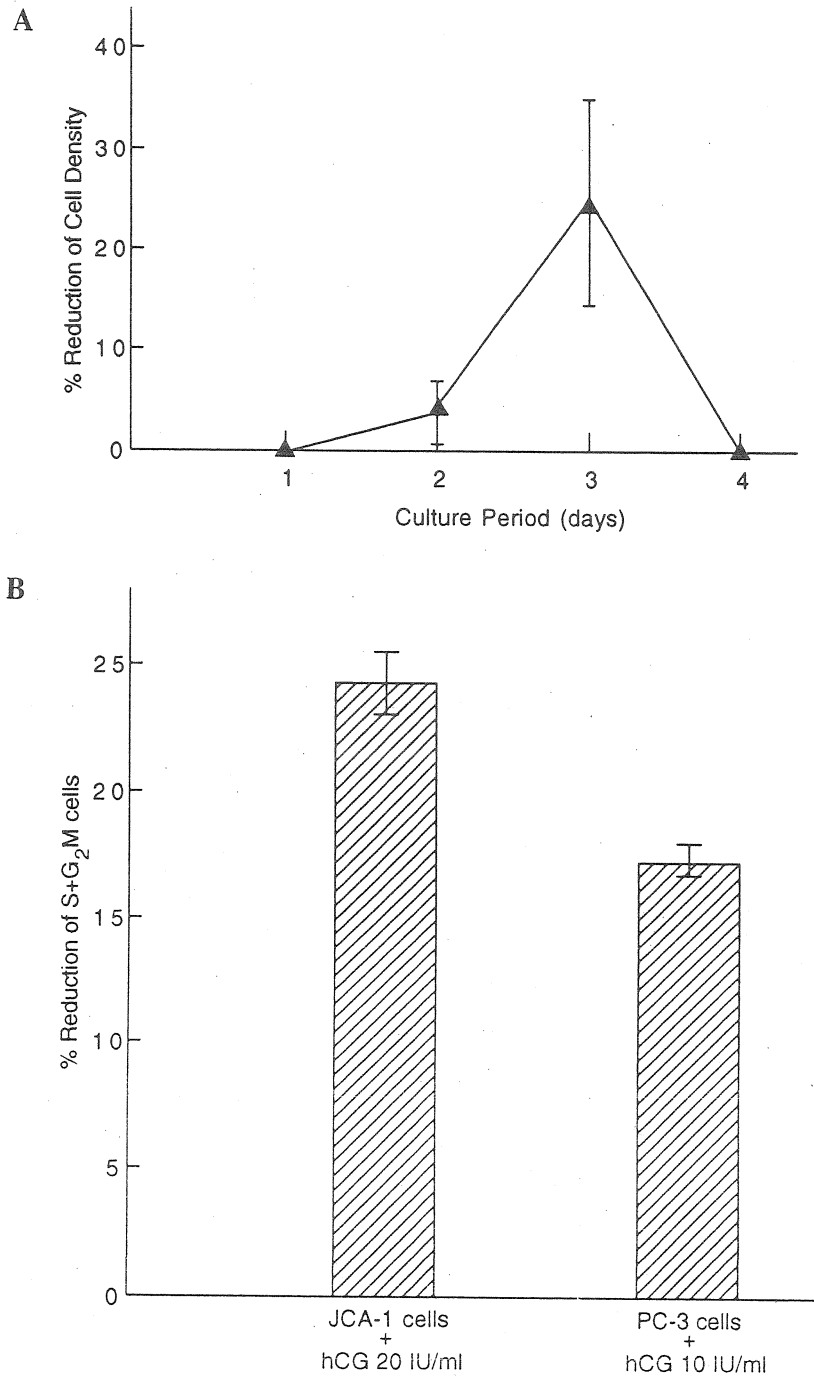 A
% Reduction of Cell Density
40
30
20
10
0
1 2 3 4
Culture Period (days)
B
% Reduction of S+G2M cells
25
20
15
10
5
0
JCA-1 cells
+
hCG 20 IU/ml
PC-3 cells
+
hCG 10 IU/ml